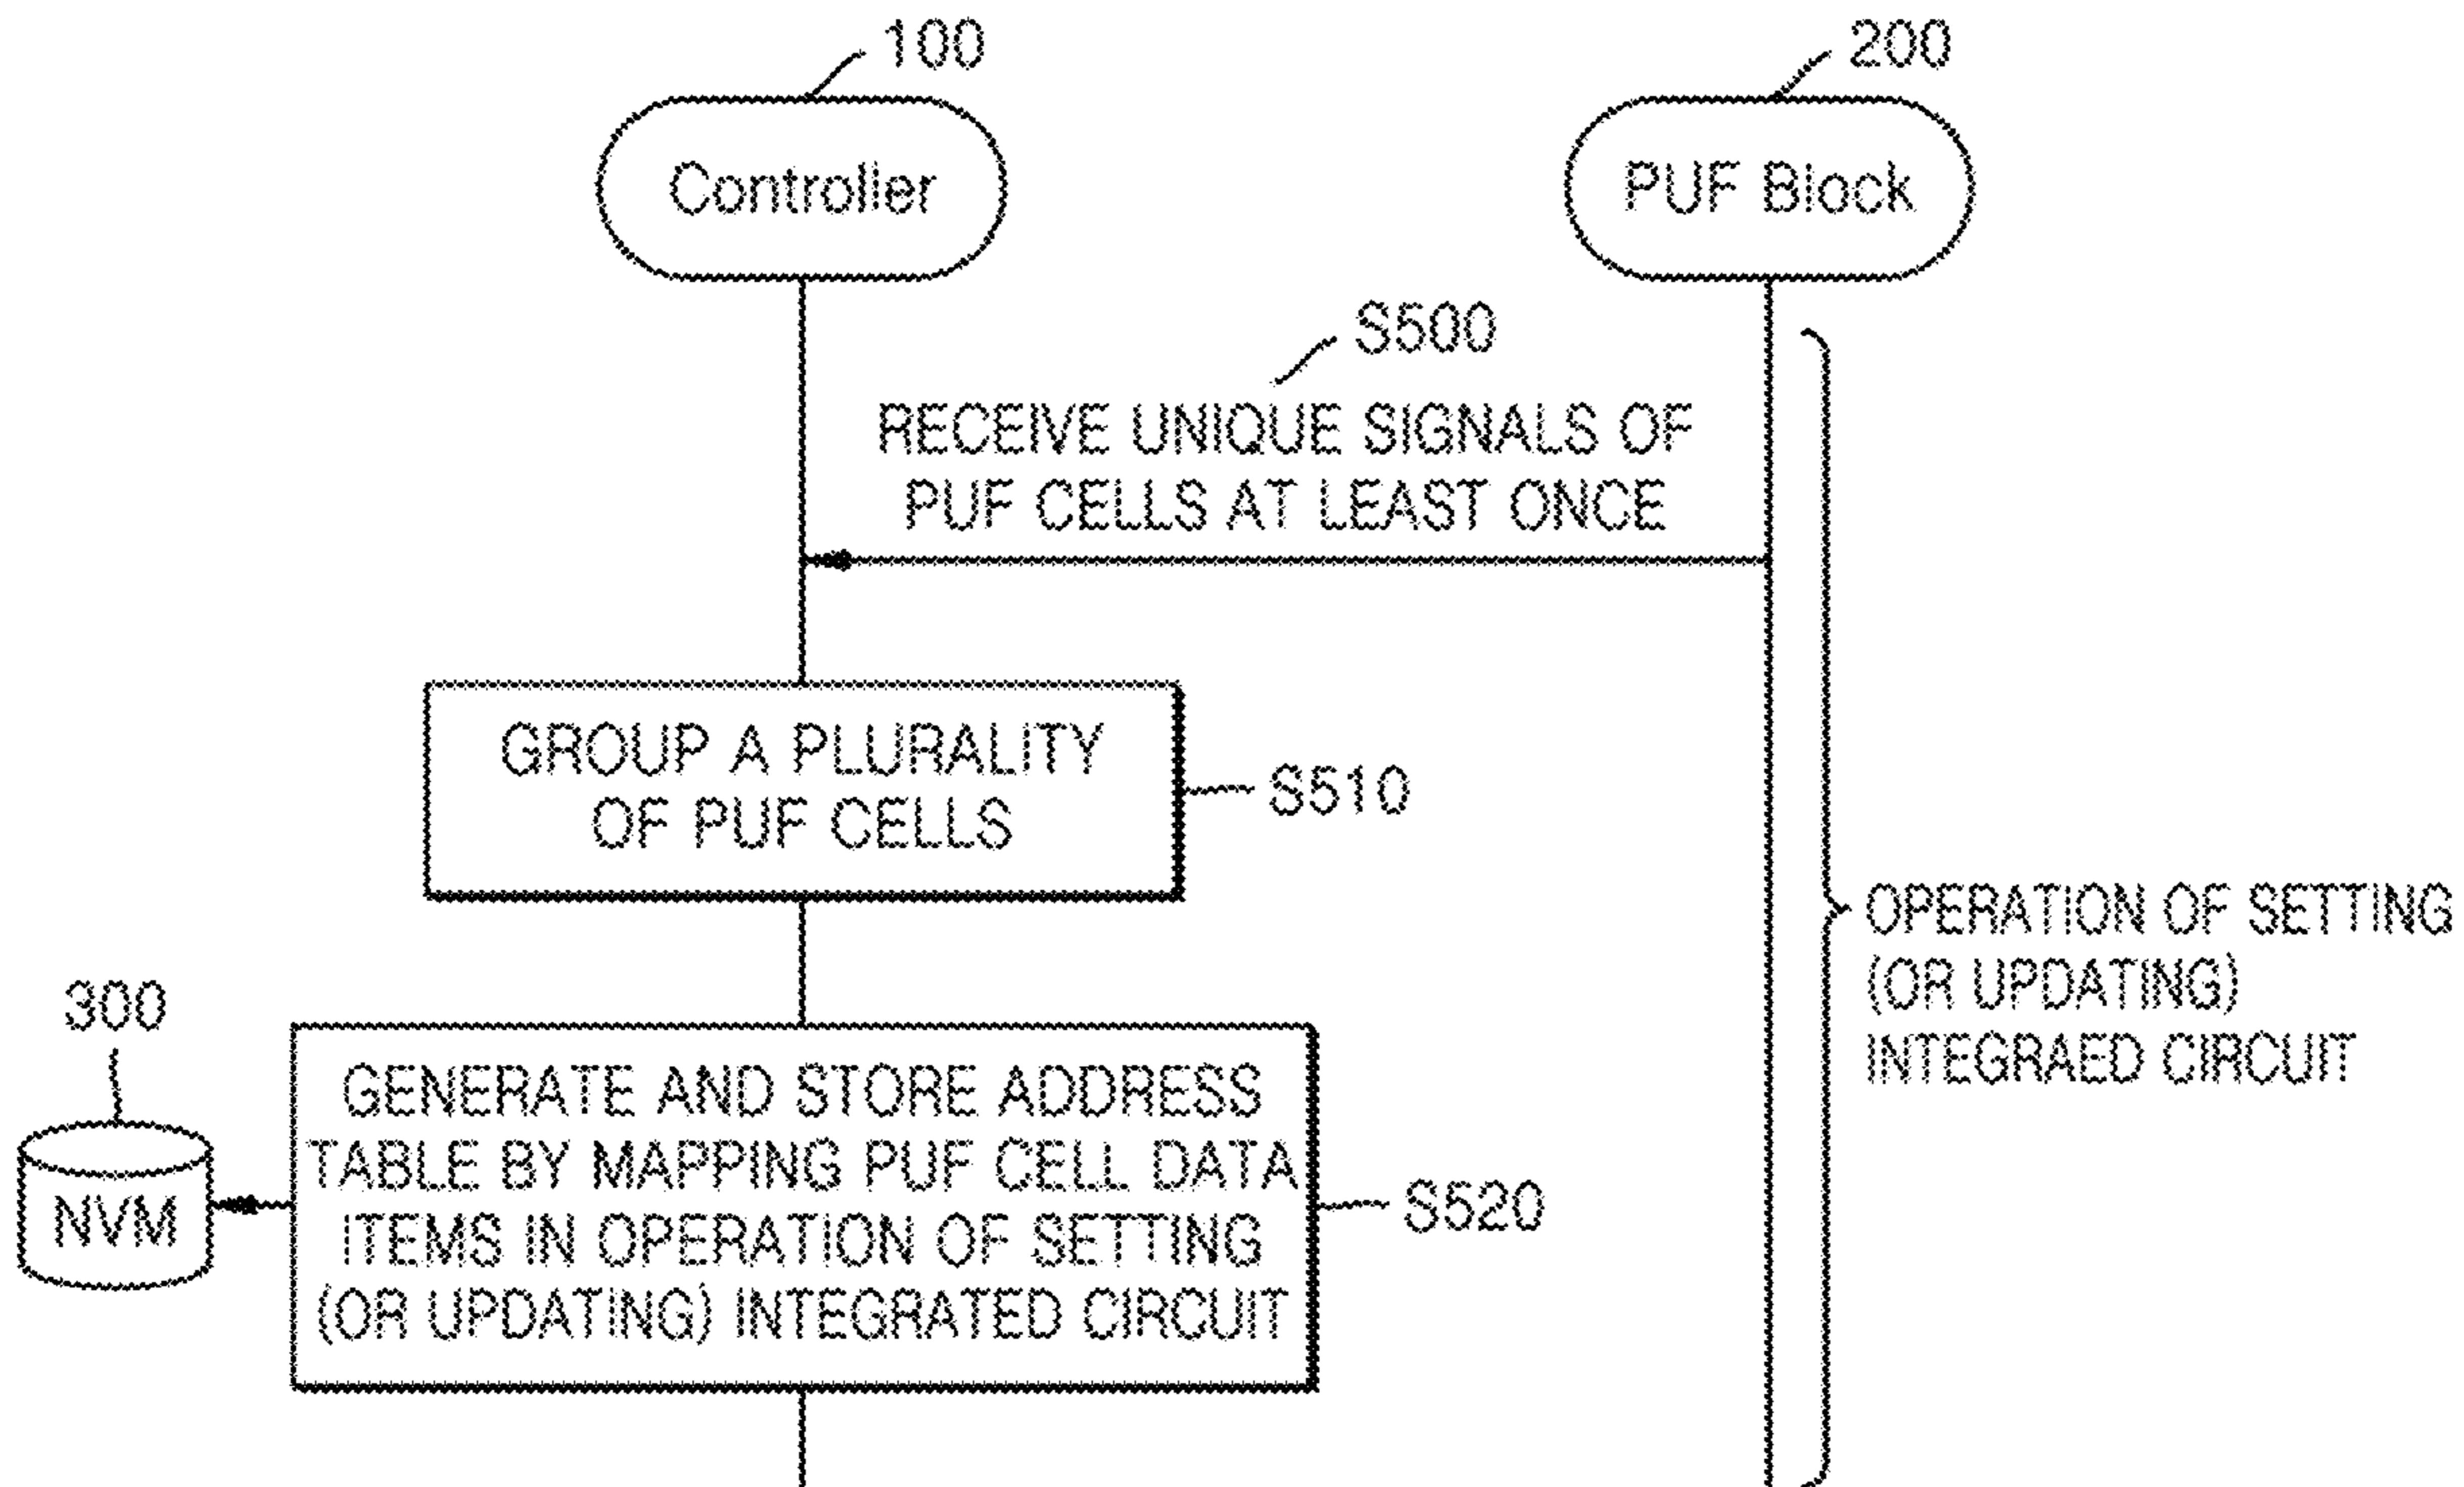 100
200
Controller
PUF Block
S500
RECEIVE UNIQUE SIGNALS OF
PUF CELLS AT LEAST ONCE
GROUP A PLURALITY
OF PUF CELLS
S510
OPERATION OF SETTING
(OR UPDATING)
INTEGRAED CIRCUIT
300
NVM
GENERATE AND STORE ADDRESS
TABLE BY MAPPING PUF CELL DATA
ITEMS IN OPERATION OF SETTING
(OR UPDATING) INTEGRATED CIRCUIT
S520